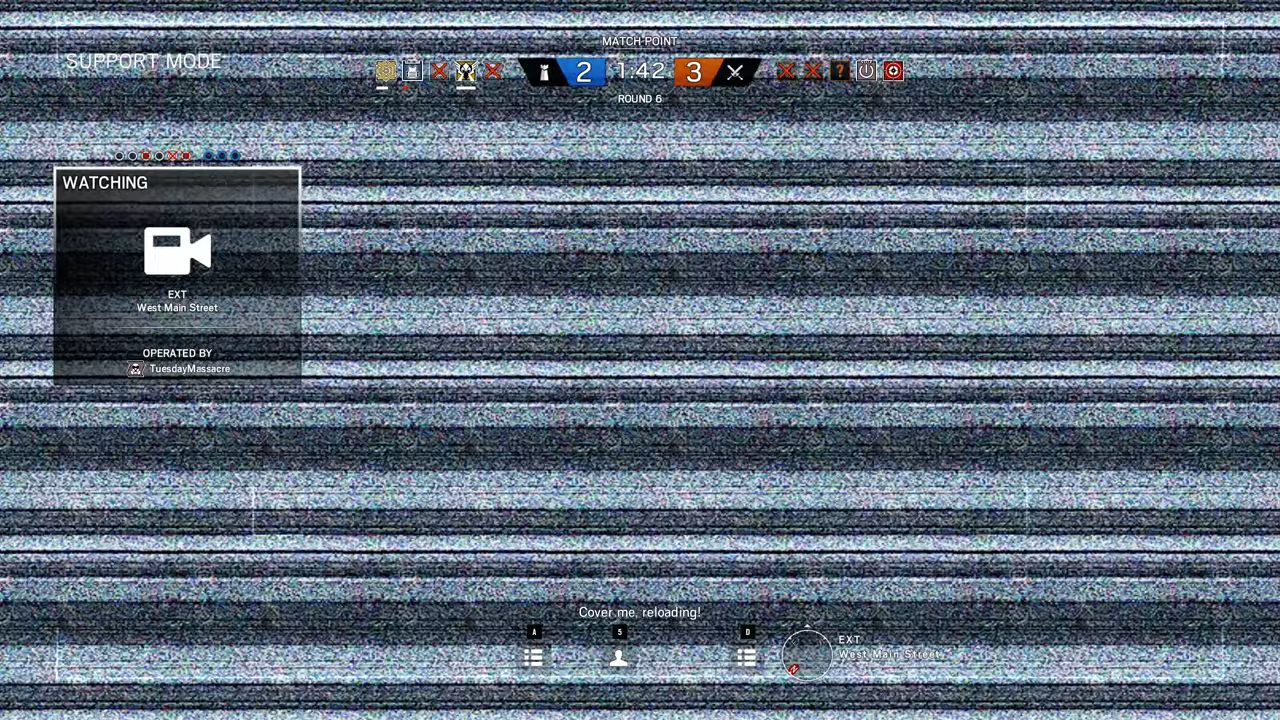 MATCH POINT
SUPPORT MODE
2 1:42 3
?
ROUND 6
WATCHING
EXT
West Main Street
OPERATED BY
TuesdayMassacre
Cover me, reloading!
A S D
EXT
West Main Street
N